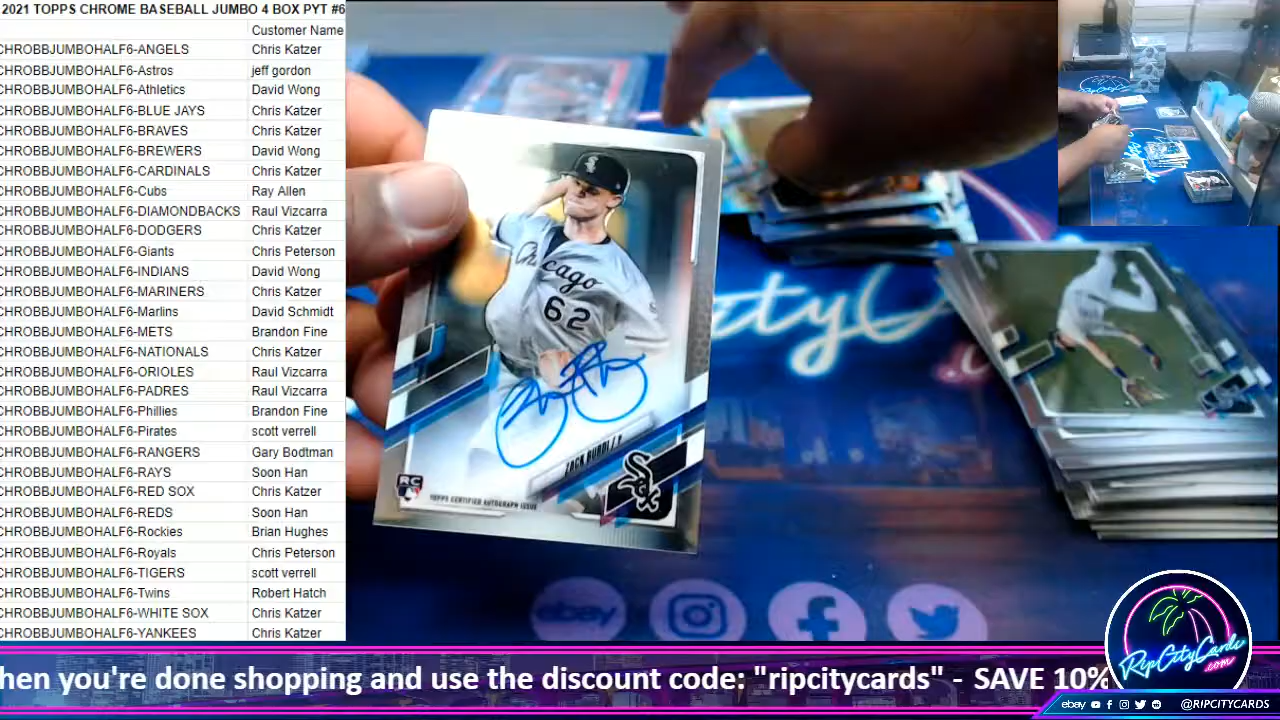 2021 TOPPS CHROME BASEBALL JUMBO 4 BOX PYT #6
Customer Name
CHROBBJUMBOHALF6-ANGELS Chris Katzer
CHROBBJUMBOHALF6-Astros jeff gordon
CHROBBJUMBOHALF6-Athletics David Wong
CHROBBJUMBOHALF6-BLUE JAYS Chris Katzer
CHROBBJUMBOHALF6-BRAVES Chris Katzer
CHROBBJUMBOHALF6-BREWERS David Wong
CHROBBJUMBOHALF6-CARDINALS Chris Katzer
CHROBBJUMBOHALF6-Cubs Ray Allen
CHROBBJUMBOHALF6-DIAMONDBACKS Raul Vizcarra
CHROBBJUMBOHALF6-DODGERS Chris Katzer
CHROBBJUMBOHALF6-Giants Chris Peterson
CHROBBJUMBOHALF6-INDIANS David Wong
CHROBBJUMBOHALF6-MARINERS Chris Katzer
CHROBBJUMBOHALF6-Marlins David Schmidt
CHROBBJUMBOHALF6-METS Brandon Fine
CHROBBJUMBOHALF6-NATIONALS Chris Katzer
CHROBBJUMBOHALF6-ORIOLES Raul Vizcarra
CHROBBJUMBOHALF6-PADRES Raul Vizcarra
CHROBBJUMBOHALF6-Phillies Brandon Fine
CHROBBJUMBOHALF6-Pirates scott verrell
CHROBBJUMBOHALF6-RANGERS Gary Bodtman
CHROBBJUMBOHALF6-RAYS Soon Han
CHROBBJUMBOHALF6-RED SOX Chris Katzer
CHROBBJUMBOHALF6-REDS Soon Han
CHROBBJUMBOHALF6-Rockies Brian Hughes
CHROBBJUMBOHALF6-Royals Chris Peterson
CHROBBJUMBOHALF6-TIGERS scott verrell
CHROBBJUMBOHALF6-Twins Robert Hatch
CHROBBJUMBOHALF6-WHITE SOX Chris Katzer
CHROBBJUMBOHALF6-YANKEES Chris Katzer
Chicago
62
ZACK BURDI / P
Sox
RC
TOPPS CERTIFIED AUTOGRAPH ISSUE
ty C
ebay
hen you're done shopping and use the discount code: "ripcitycards" - SAVE 10%
RipCityCards
.com
ebay @RIPCITYCARDS